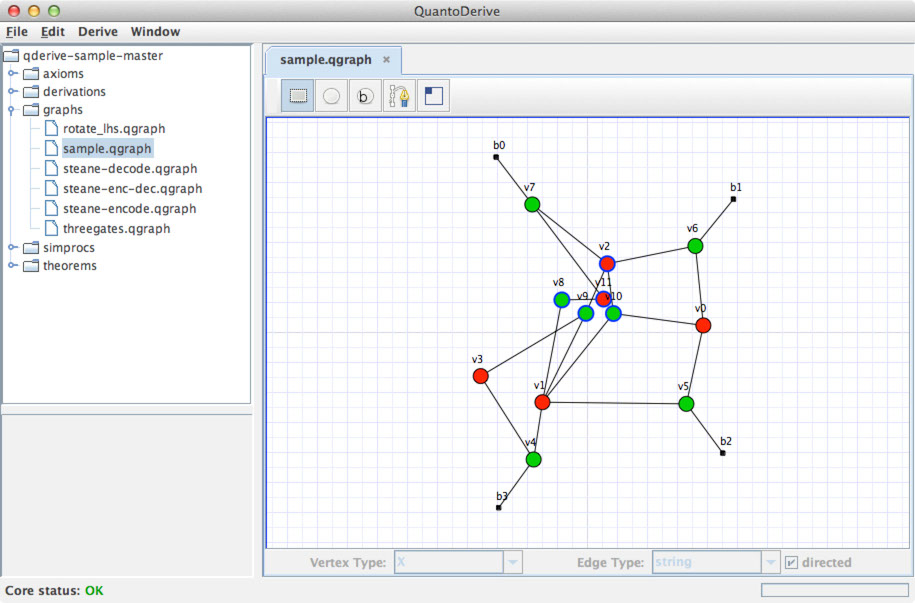 QuantoDerive
File Edit Derive Window
qderive-sample-master
axioms
derivations
graphs
rotate_lhs.qgraph
sample.qgraph
steane-decode.qgraph
steane-enc-dec.qgraph
steane-encode.qgraph
threegates.qgraph
simprocs
theorems
sample.qgraph ×
b
b0
v7
b1
v6
v2
v8
v11
v9
v10
v0
v3
v1
v5
v4
b2
b3
Vertex Type: X
Edge Type: string
directed
Core status: OK